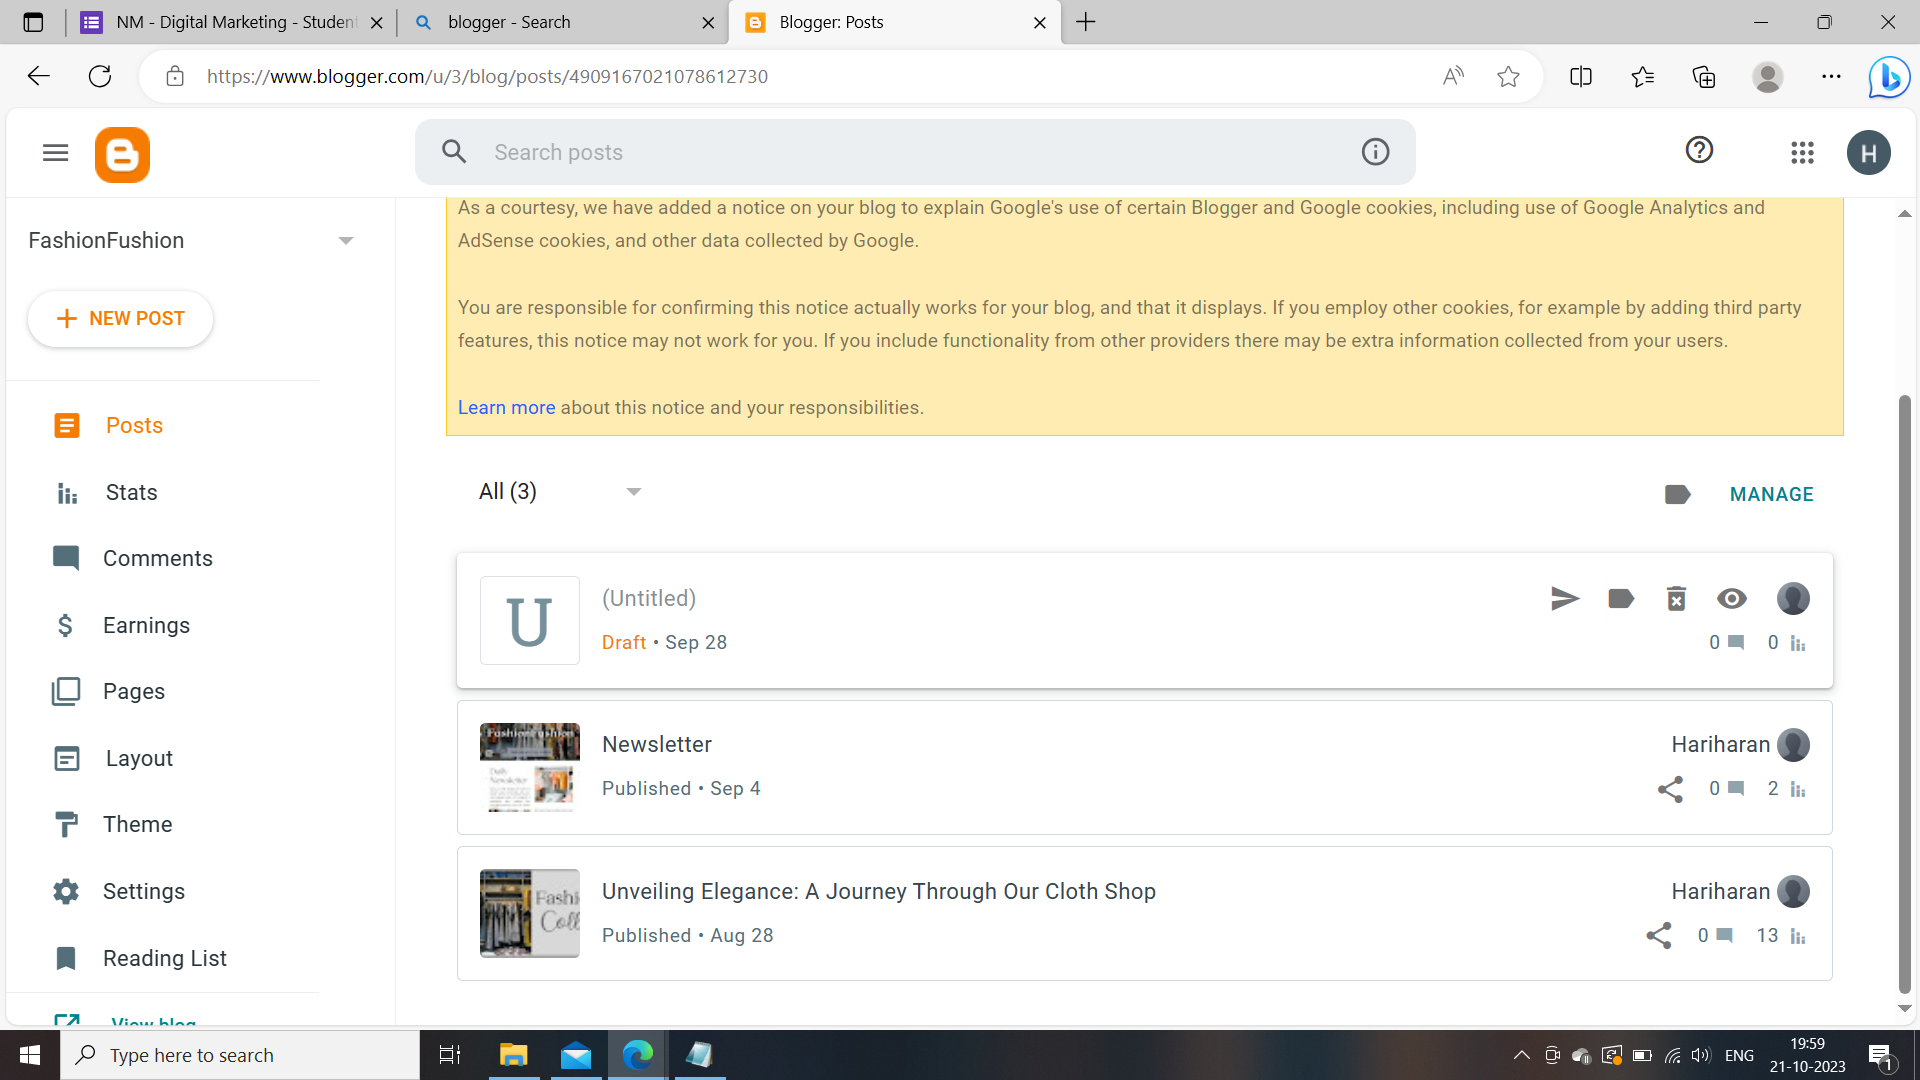 NM - Digital Marketing - Student
blogger - Search
Blogger: Posts
https://www.blogger.com/u/3/blog/posts/4909167021078612730
Search posts
H
As a courtesy, we have added a notice on your blog to explain Google's use of certain Blogger and Google cookies, including use of Google Analytics and
AdSense cookies, and other data collected by Google.
You are responsible for confirming this notice actually works for your blog, and that it displays. If you employ other cookies, for example by adding third party
features, this notice may not work for you. If you include functionality from other providers there may be extra information collected from your users.
Learn more about this notice and your responsibilities.
FashionFushion
NEW POST
Posts
Stats
Comments
Earnings
Pages
Layout
Theme
Settings
Reading List
View blog
All (3)
MANAGE
U
(Untitled)
Draft • Sep 28
0 0
FashionFushion
Daily
Newsletter
Newsletter
Hariharan
Published • Sep 4
0 2
Fashi
Coll
Unveiling Elegance: A Journey Through Our Cloth Shop
Hariharan
Published • Aug 28
0 13
Type here to search
ENG
19:59
21-10-2023
1